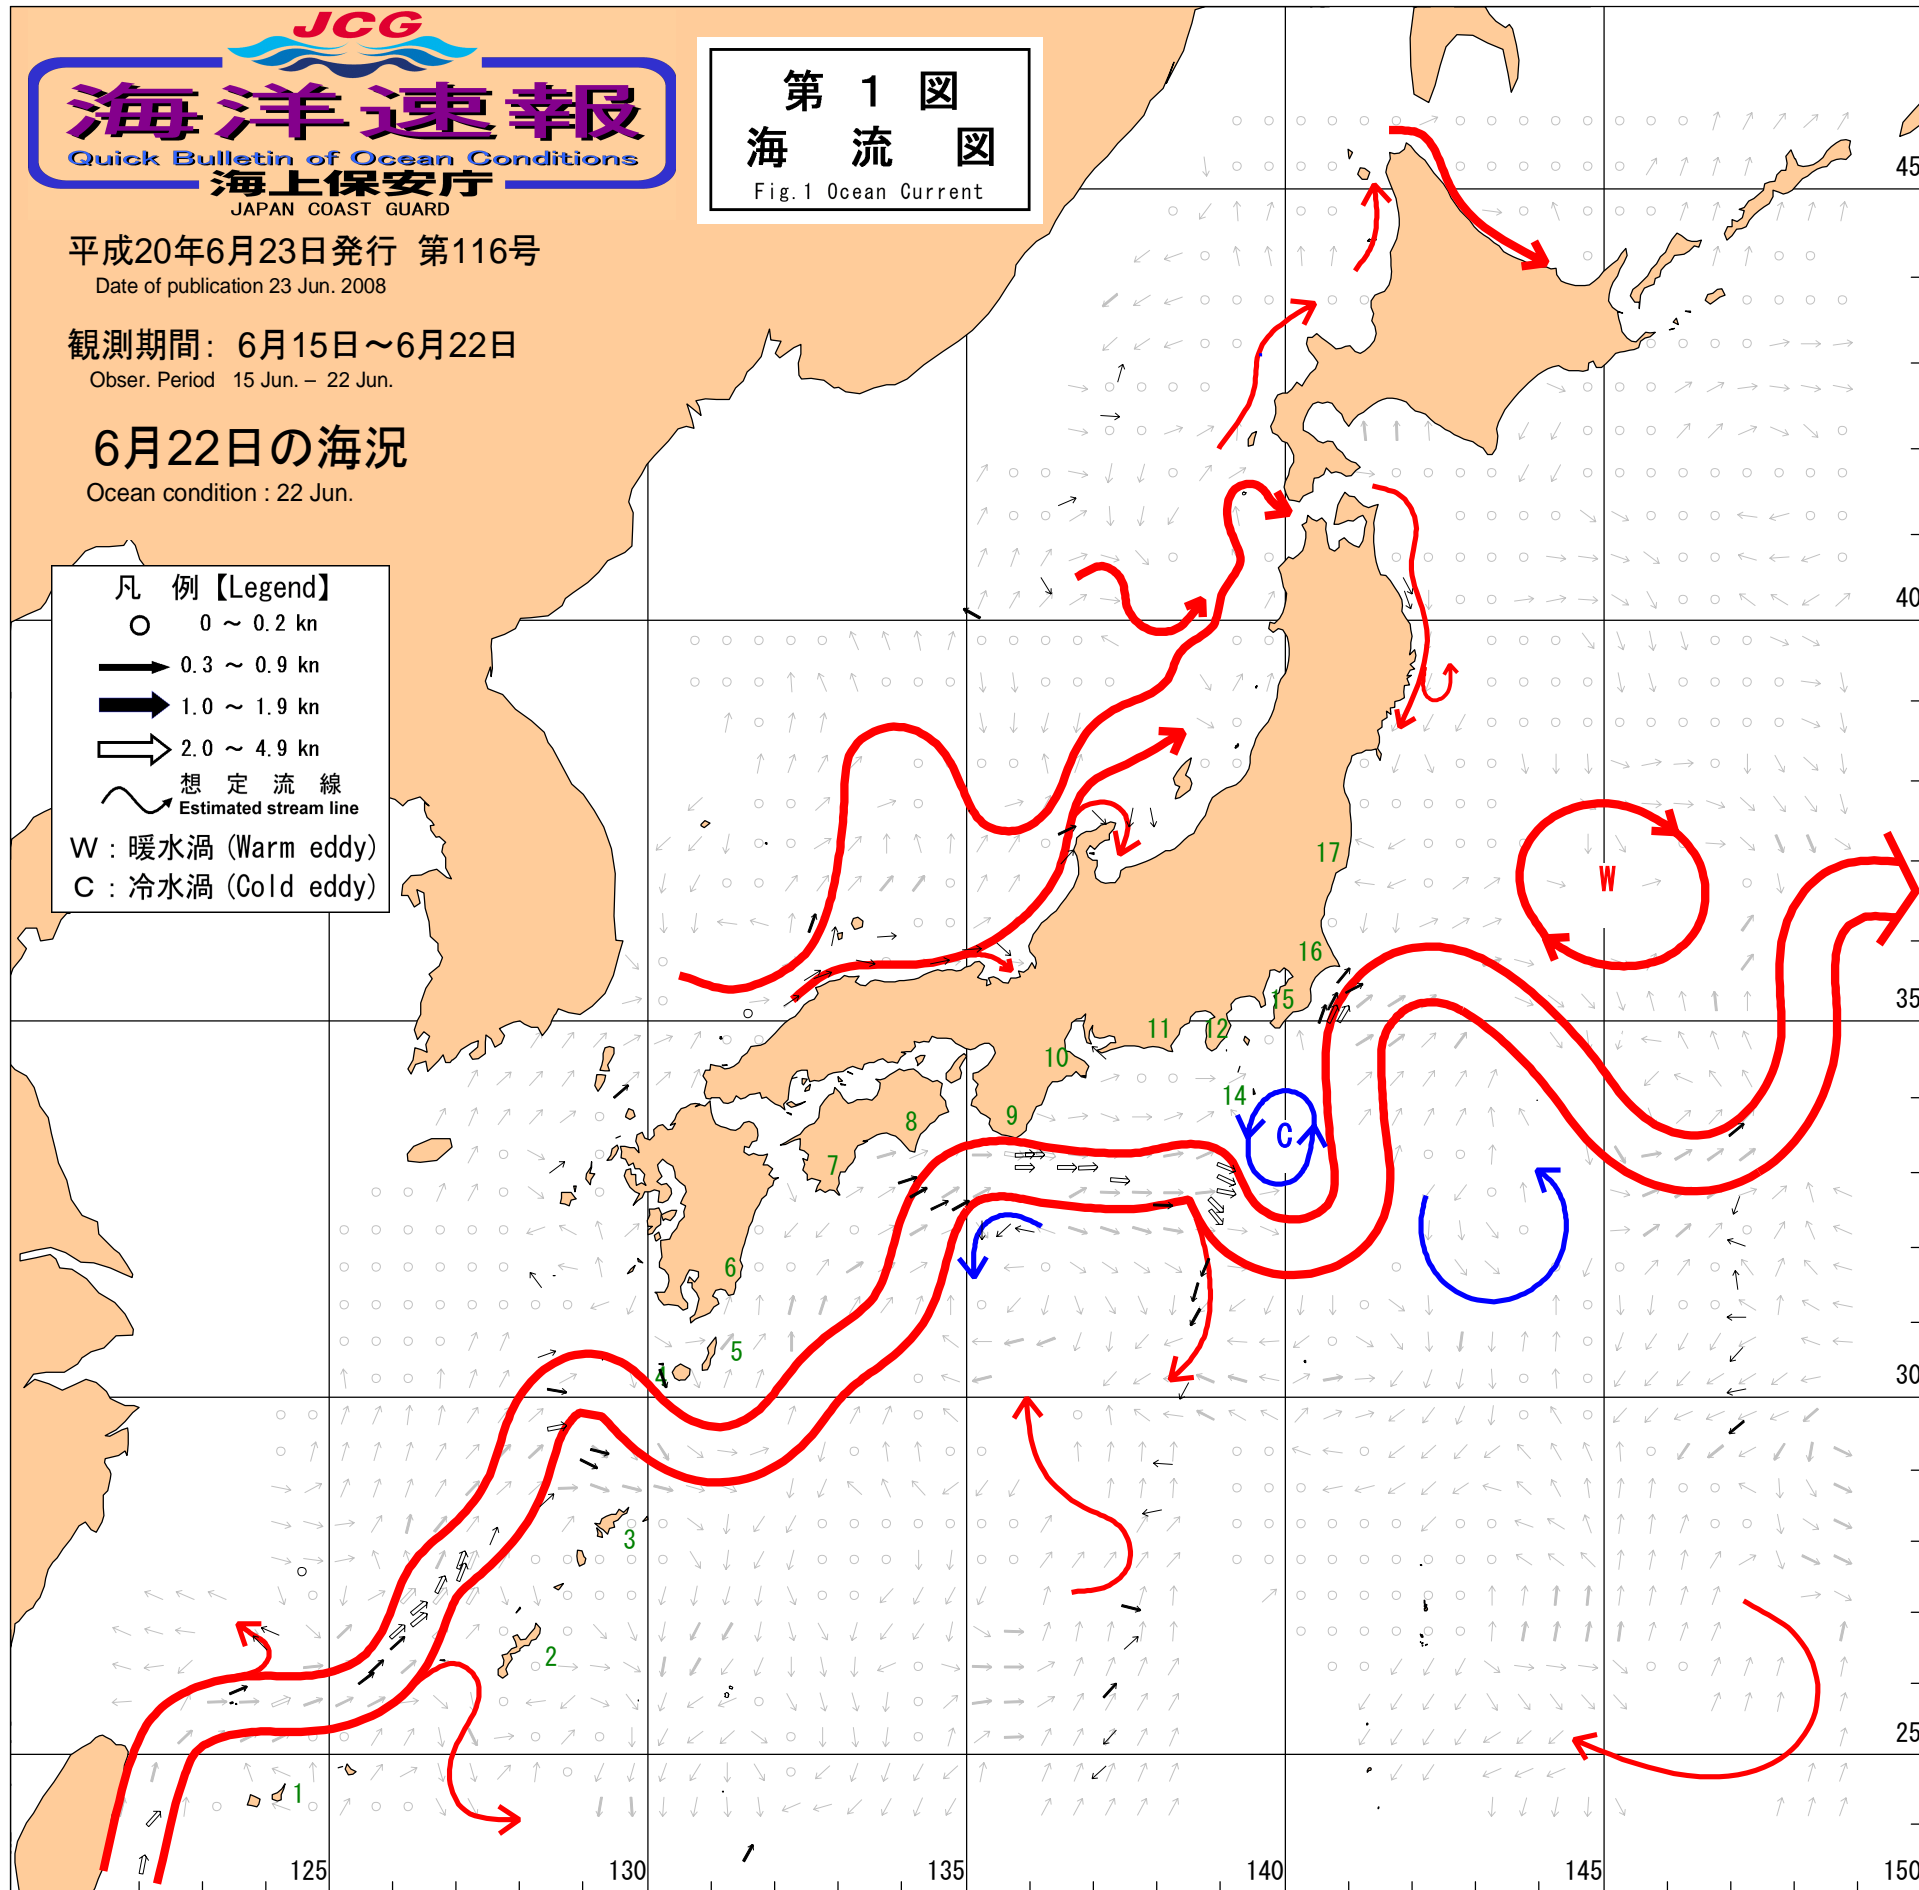 JCG
海洋速報
Quick Bulletin of Ocean Conditions
海上保安庁
JAPAN COAST GUARD
平成20年6月23日発行 第116号
Date of publication 23 Jun. 2008
観測期間: 6月15日～6月22日
Obser. Period 15 Jun. – 22 Jun.
6月22日の海況
Ocean condition : 22 Jun.
第 1 図
海 流 図
Fig.1 Ocean Current
凡 例【Legend】
0 ～ 0.2 kn
0.3 ～ 0.9 kn
1.0 ～ 1.9 kn
2.0 ～ 4.9 kn
想 定 流 線
Estimated stream line
W : 暖水渦 (Warm eddy)
C : 冷水渦 (Cold eddy)
45
40
17
W
16
35
15
12
11
10
14
9
8
C
7
6
5
4
30
3
2
25
1
125
130
135
140
145
150